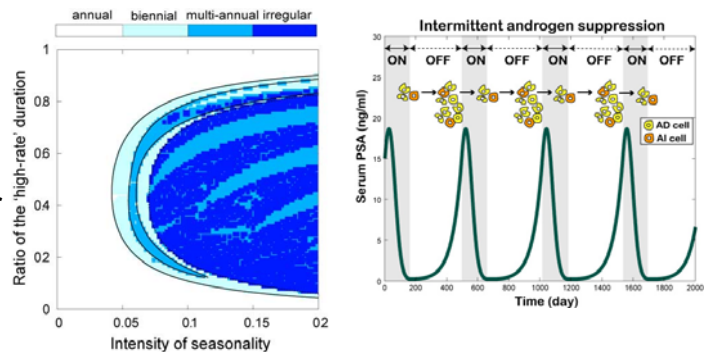 annual biennial multi-annual irregular
Ratio of the 'high-rate' duration
1
0.8
0.6
0.4
0.2
0
0 0.05 0.1 0.15 0.2
Intensity of seasonality
Intermittent androgen suppression
ON OFF ON OFF ON OFF ON OFF
AD cell
AI cell
Serum PSA (ng/ml)
30
25
20
15
10
5
0
0 200 400 600 800 1000 1200 1400 1600 1800 2000
Time (day)